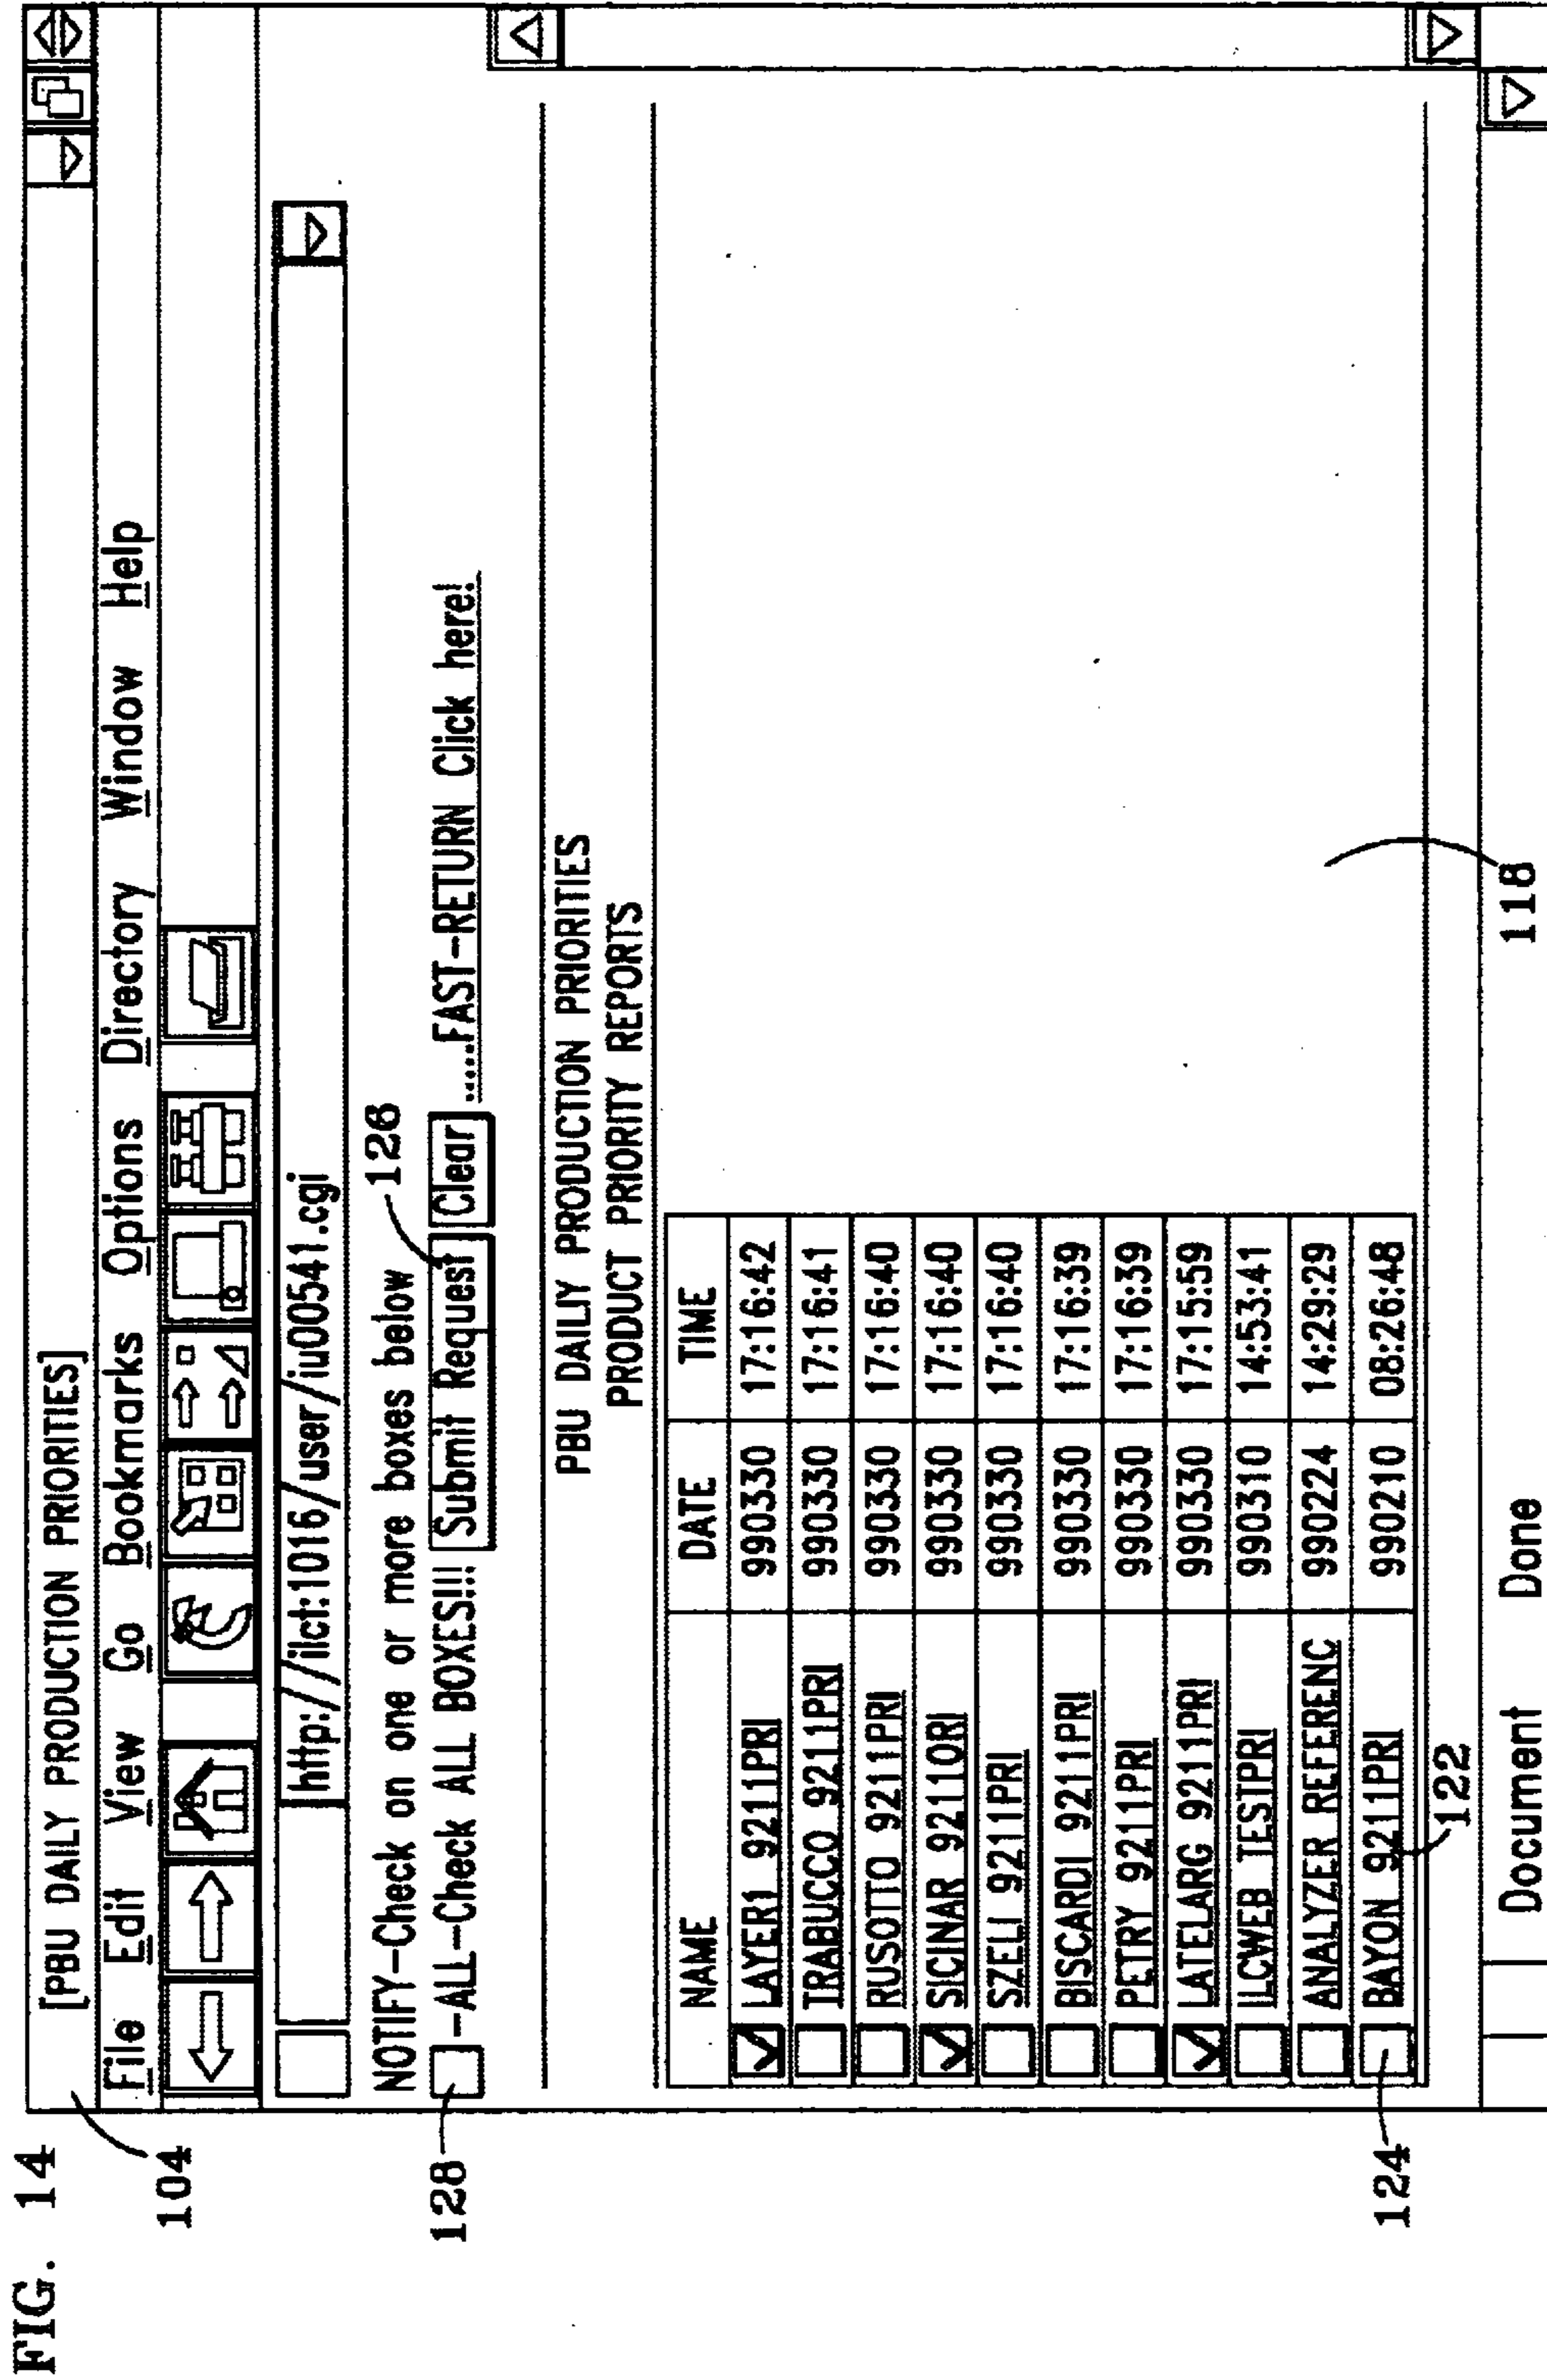 FIG. 14
104
[PBU DAILY PRODUCTION PRIORITIES]
File Edit View Go Bookmarks Options Directory Window Help
http://ilct:1016/user/iu00541.cgi
NOTIFY-Check on one or more boxes below
126
128
-ALL-Check ALL BOXES!!! Submit Request Clear .....FAST-RETURN Click here!
PBU DAILIY PRODUCTION PRIORITIES
PRODUCT PRIORITY REPORTS
NAME DATE TIME
LAYER1 9211PRI 990330 17:16:42
TRABUCCO 9211PRI 990330 17:16:41
RUSOTTO 9211PRI 990330 17:16:40
SICINAR 9211ORI 990330 17:16:40
SZELI 9211PRI 990330 17:16:40
BISCARDI 9211PRI 990330 17:16:39
PETRY 9211PRI 990330 17:16:39
LATELARG 9211PRI 990330 17:15:59
ILCWEB TESTPRI 990310 14:53:41
ANALYZER REFERENC 990224 14:29:29
BAYON 9211PRI 990210 08:26:48
124
122
118
Document Done